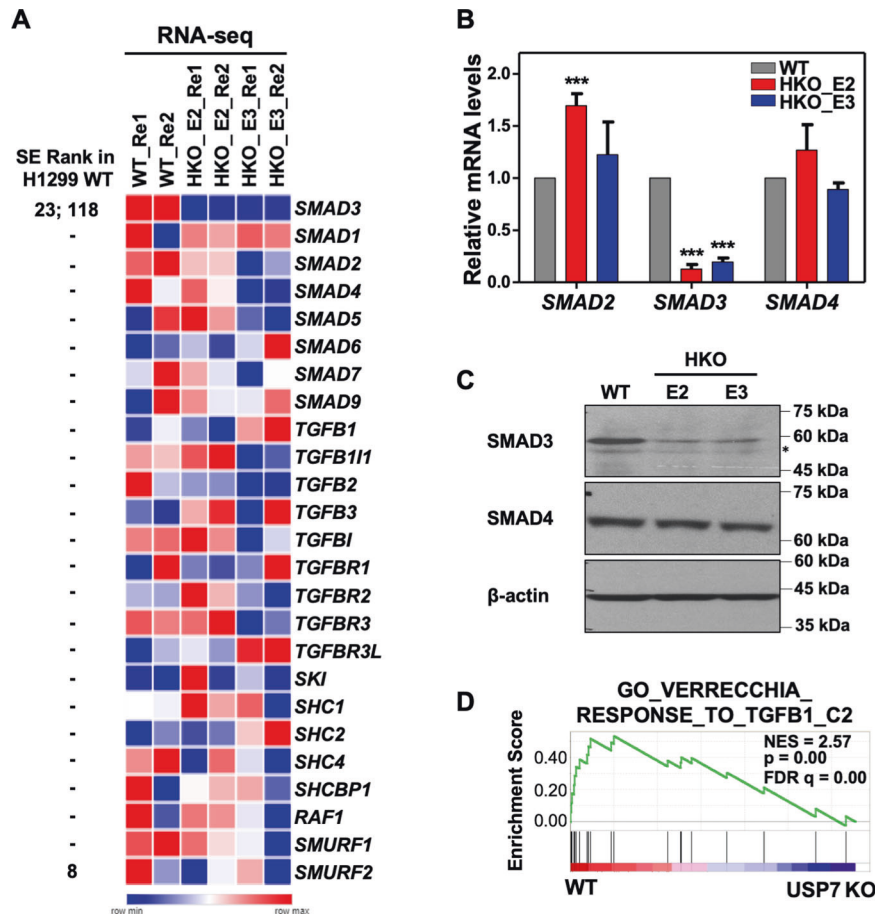 A
RNA-seq
SE Rank in
H1299 WT
WT_Re1
WT_Re2
HKO_E2_Re1
HKO_E2_Re2
HKO_E3_Re1
HKO_E3_Re2
23; 118 SMAD3
- SMAD1
- SMAD2
- SMAD4
- SMAD5
- SMAD6
- SMAD7
- SMAD9
- TGFB1
- TGFB1I1
- TGFB2
- TGFB3
- TGFBI
- TGFBR1
- TGFBR2
- TGFBR3
- TGFBR3L
- SKI
- SHC1
- SHC2
- SHC4
- SHCBP1
- RAF1
- SMURF1
8 SMURF2
row min row max
B
Relative mRNA levels
2.0
1.5
1.0
0.5
0.0
WT
HKO_E2
HKO_E3
***
*** ***
SMAD2 SMAD3 SMAD4
C
HKO
WT E2 E3
SMAD3
75 kDa
60 kDa
*
45 kDa
SMAD4
75 kDa
60 kDa
β-actin
60 kDa
45 kDa
35 kDa
D
GO_VERRECCHIA_
RESPONSE_TO_TGFB1_C2
Enrichment Score
0.40
0.20
0.00
NES = 2.57
p = 0.00
FDR q = 0.00
WT USP7 KO